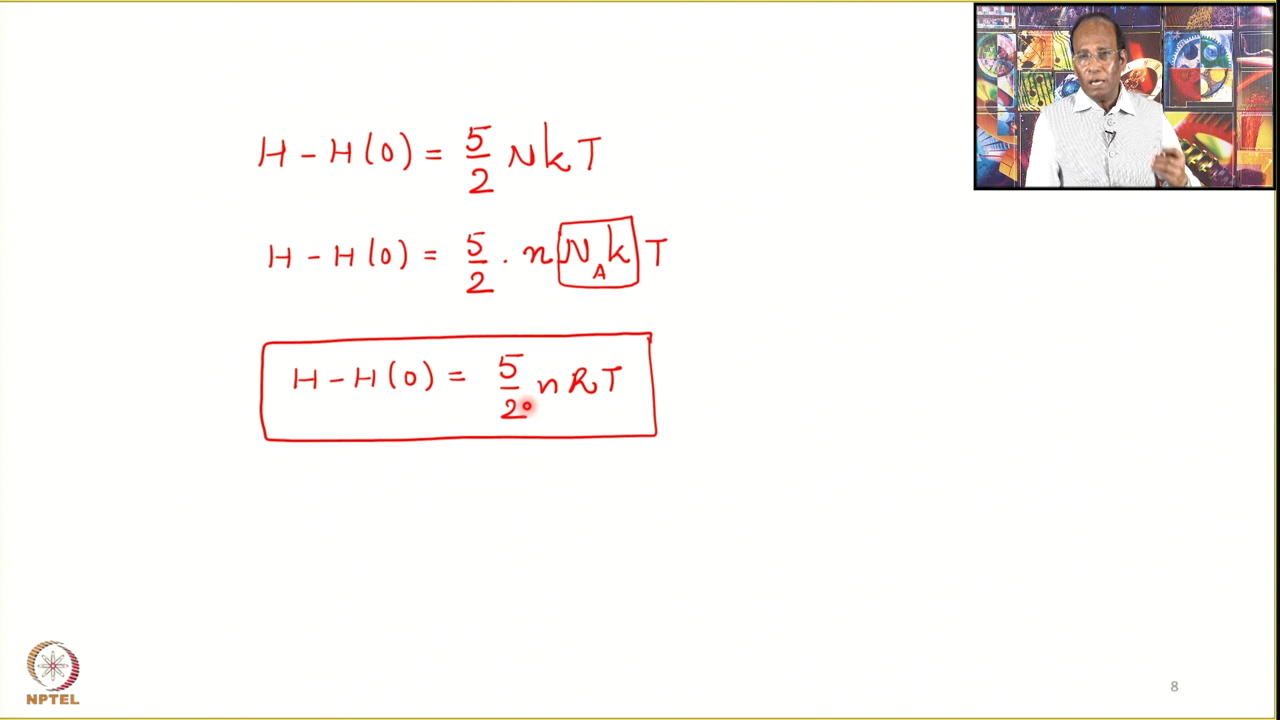 H - H(0) = 5/2 NkT
H - H(0) = 5/2 . n N_A k T
H - H(0) = 5/2 nRT
NPTEL
8